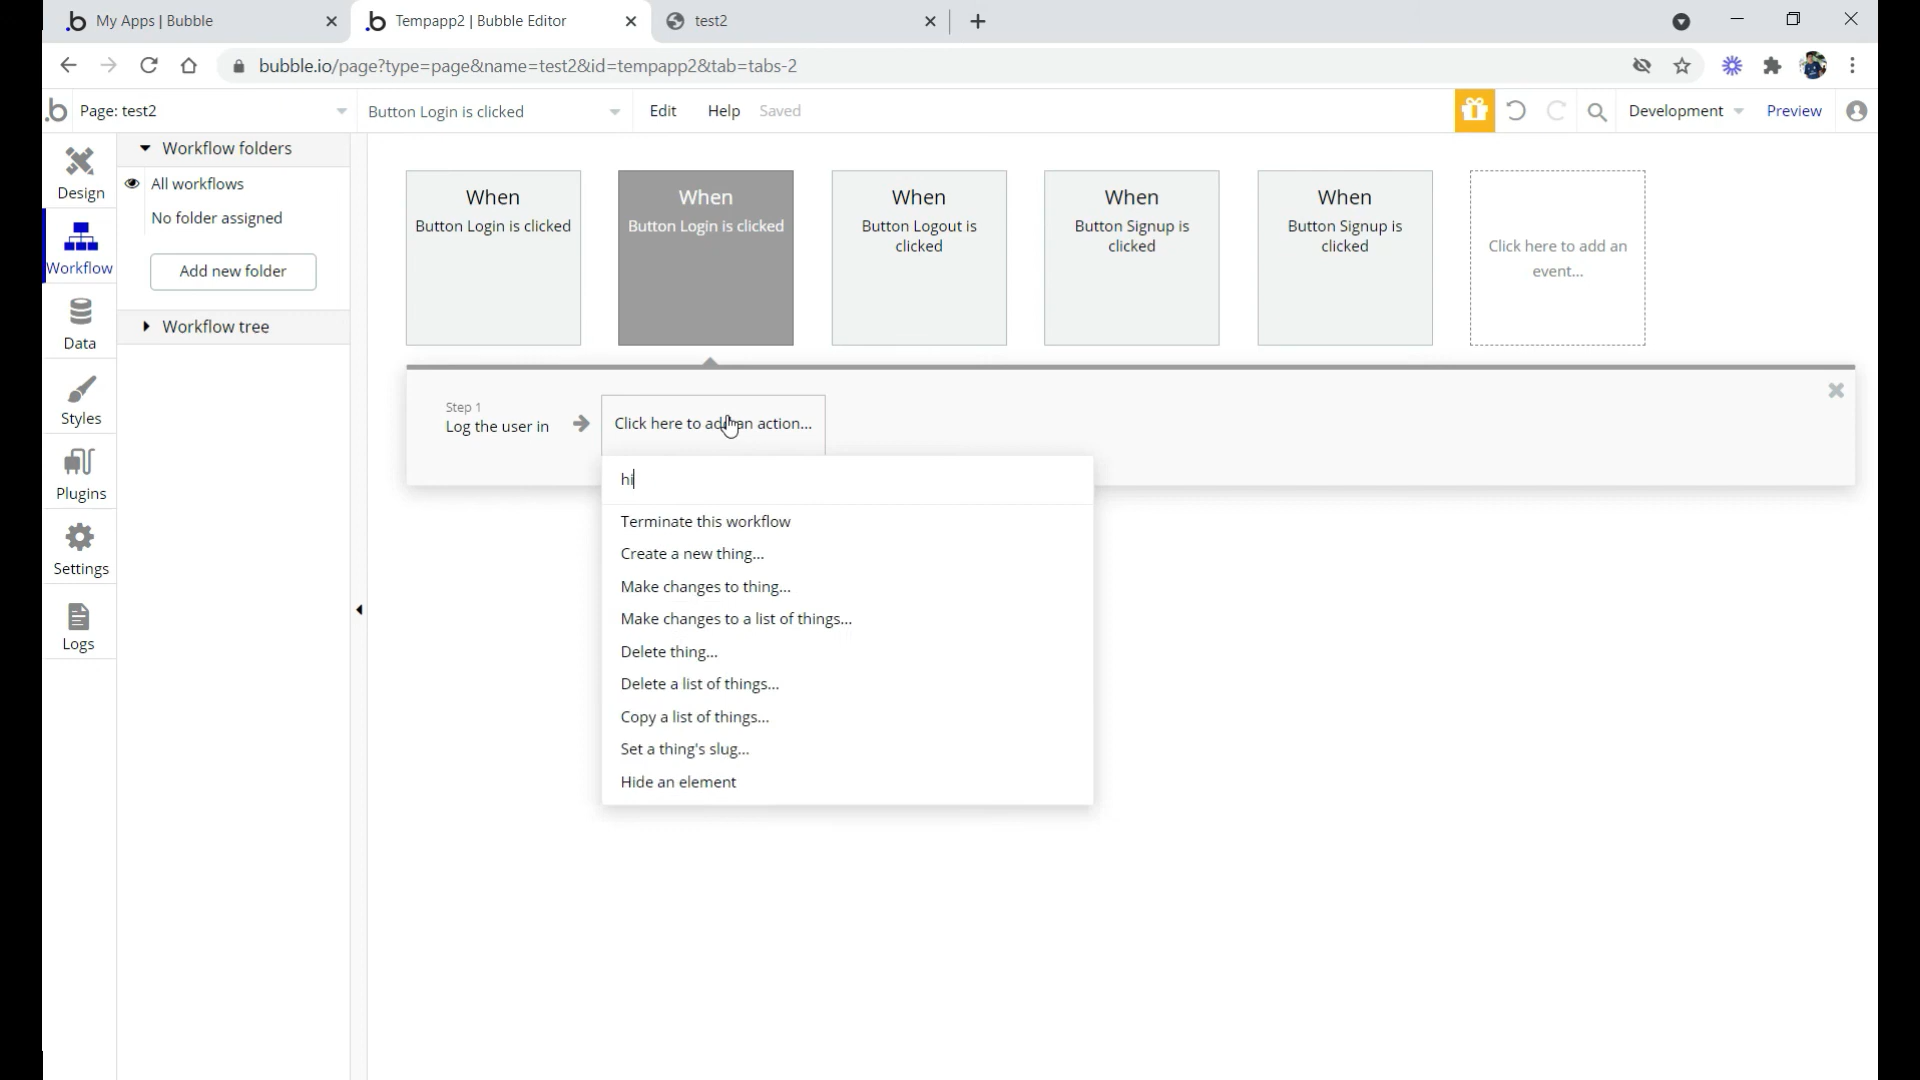 My Apps | Bubble
Tempapp2 | Bubble Editor
test2
bubble.io/page?type=page&name=test2&id=tempapp2&tab=tabs-2
Page: test2
Button Login is clicked
Edit
Help
Saved
Development
Preview
Design
Workflow
Data
Styles
Plugins
Settings
Logs
Workflow folders
All workflows
No folder assigned
Add new folder
Workflow tree
When
Button Login is clicked
When
Button Login is clicked
When
Button Logout is
clicked
When
Button Signup is
clicked
When
Button Signup is
clicked
Click here to add an
event...
Step 1
Log the user in
Click here to add an action...
hi
Terminate this workflow
Create a new thing...
Make changes to thing...
Make changes to a list of things...
Delete thing...
Delete a list of things...
Copy a list of things...
Set a thing's slug...
Hide an element